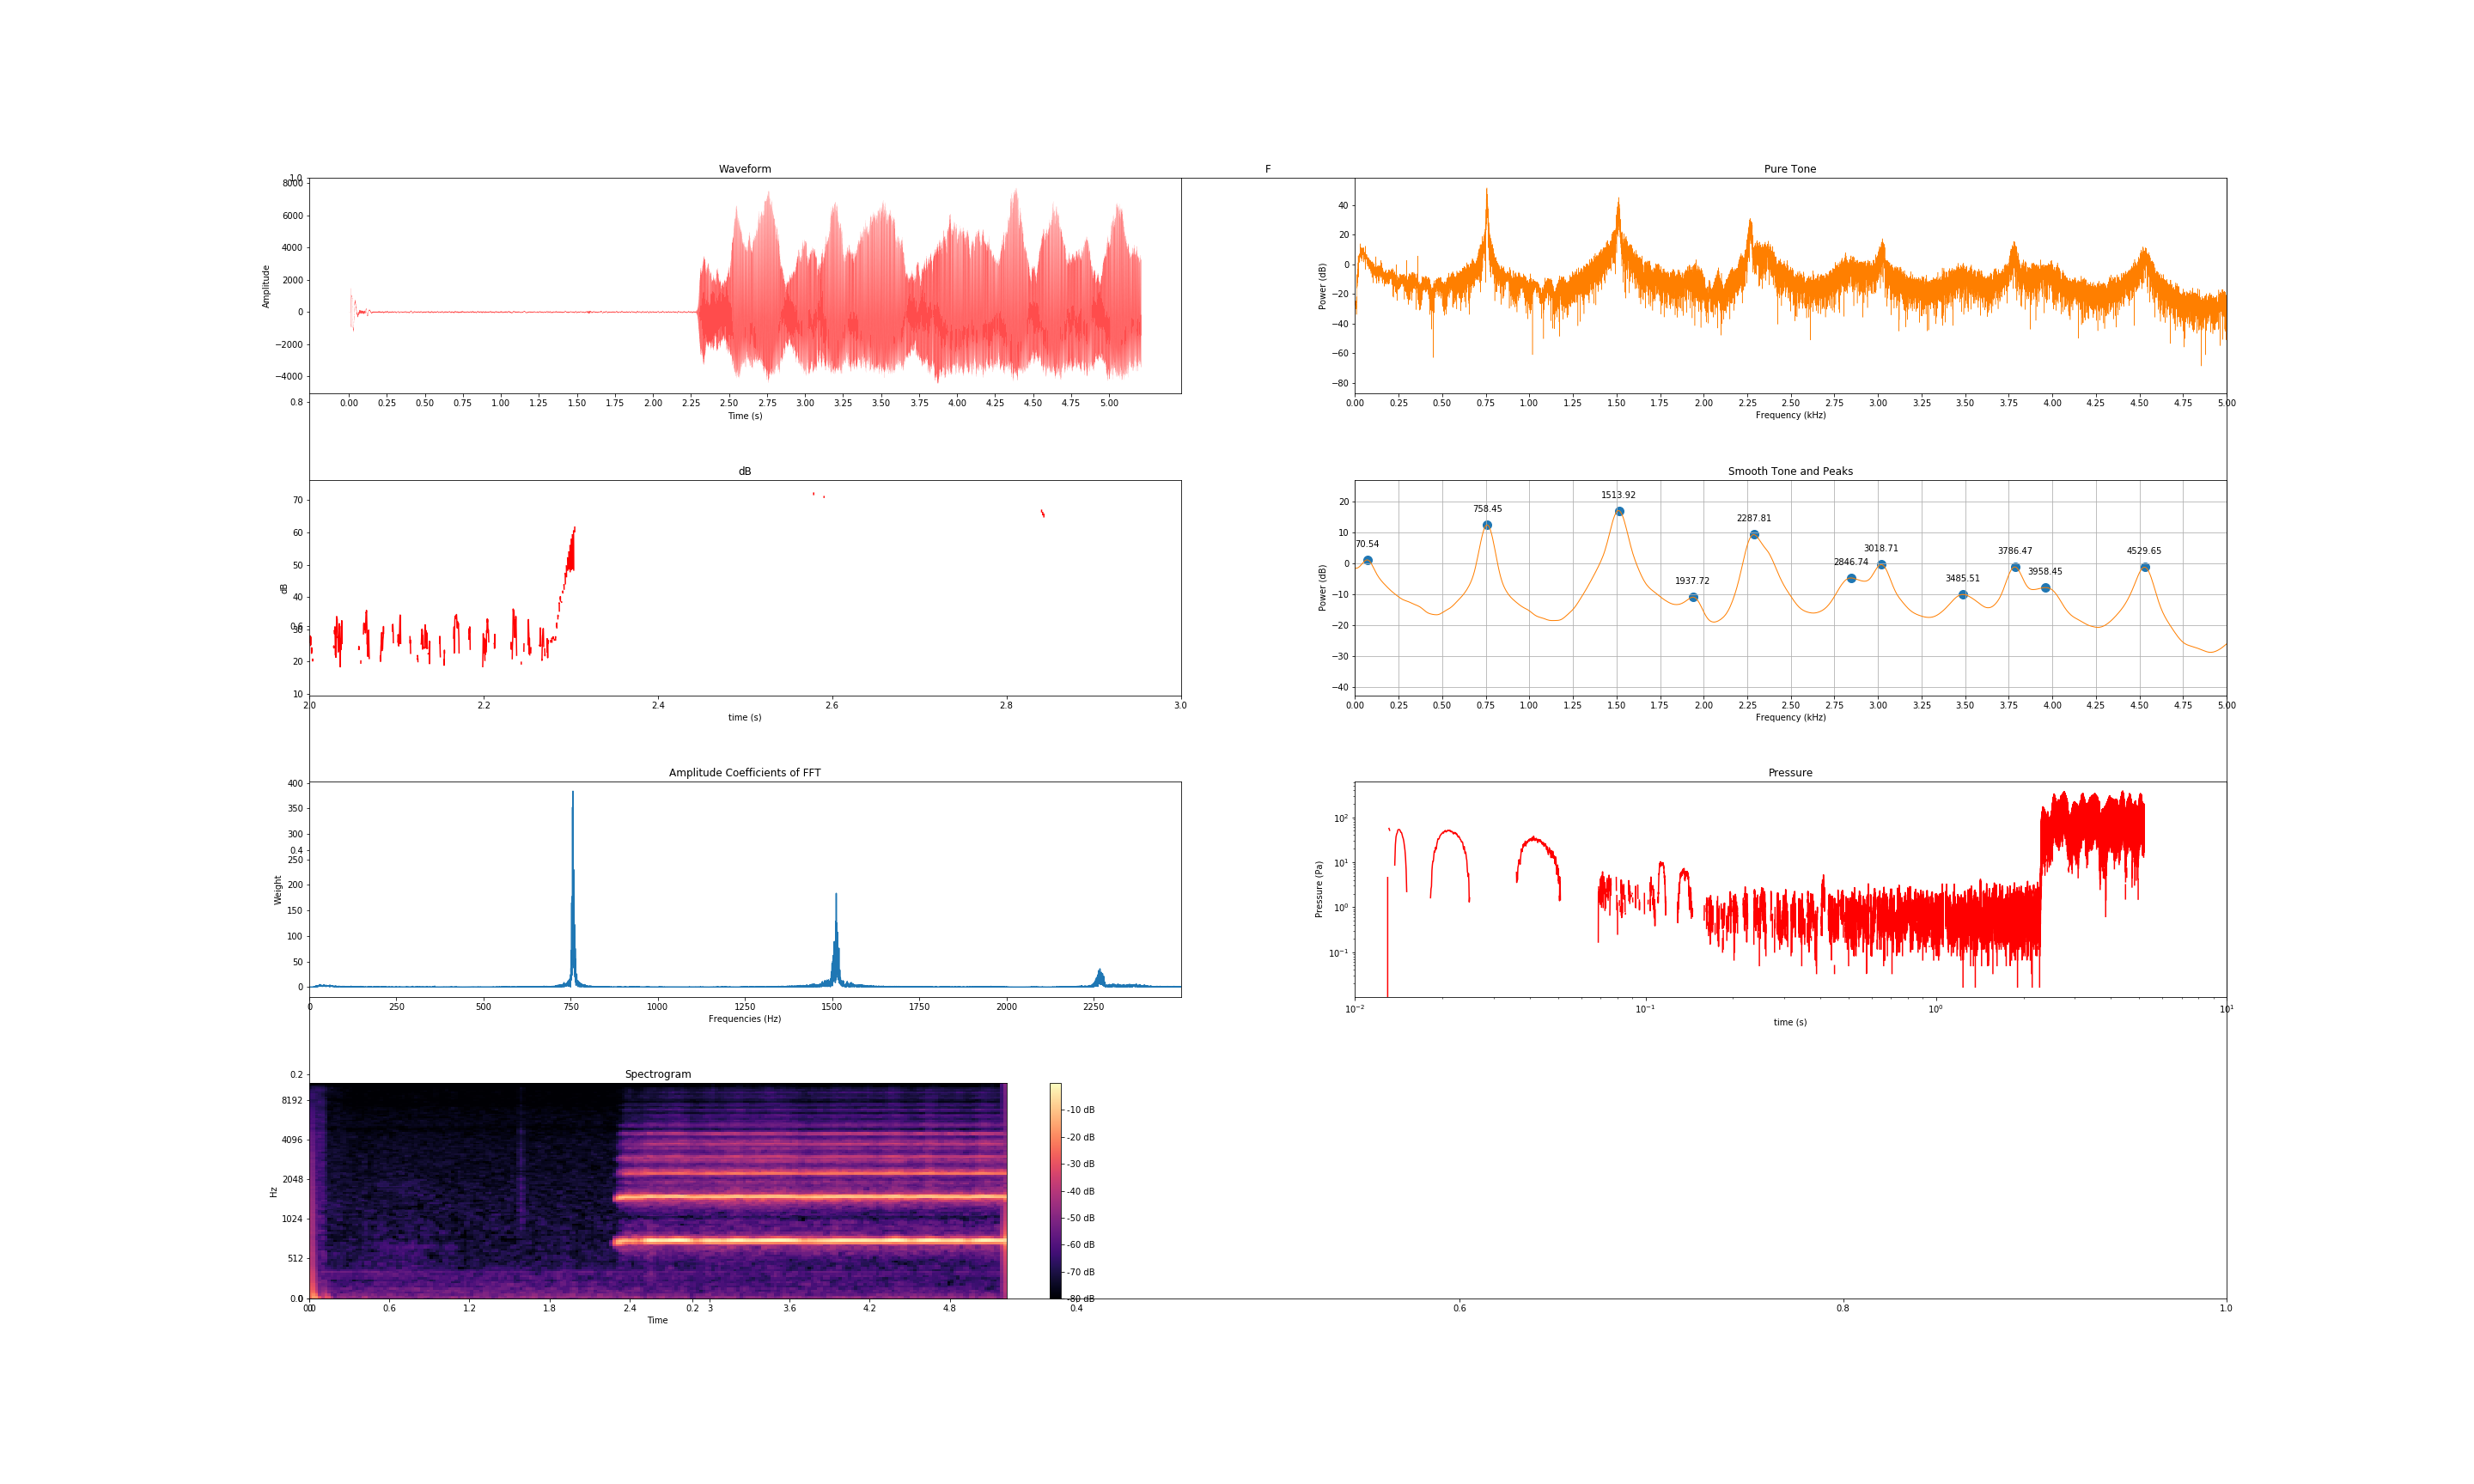 Waveform
F
Pure Tone
1.0
8000
6000
4000
2000
0
−2000
−4000
Amplitude
0.00 0.25 0.50 0.75 1.00 1.25 1.50 1.75 2.00 2.25 2.50 2.75 3.00 3.25 3.50 3.75 4.00 4.25 4.50 4.75 5.00
Time (s)
40
20
0
−20
−40
−60
−80
Power (dB)
0.00 0.25 0.50 0.75 1.00 1.25 1.50 1.75 2.00 2.25 2.50 2.75 3.00 3.25 3.50 3.75 4.00 4.25 4.50 4.75 5.00
Frequency (kHz)
0.8
dB
70
60
50
40
0.6
30
20
10
dB
2.0 2.2 2.4 2.6 2.8 3.0
time (s)
Smooth Tone and Peaks
20
10
0
−10
−20
−30
−40
Power (dB)
70.54
758.45
1513.92
1937.72
2287.81
2846.74
3018.71
3485.51
3786.47
3958.45
4529.65
0.00 0.25 0.50 0.75 1.00 1.25 1.50 1.75 2.00 2.25 2.50 2.75 3.00 3.25 3.50 3.75 4.00 4.25 4.50 4.75 5.00
Frequency (kHz)
Amplitude Coefficients of FFT
400
350
300
0.4
250
200
150
100
50
0
Weight
0 250 500 750 1000 1250 1500 1750 2000 2250
Frequencies (Hz)
Pressure
10²
10¹
10⁰
10⁻¹
Pressure (Pa)
10⁻² 10⁻¹ 10⁰ 10¹
time (s)
0.2
Spectrogram
8192
4096
2048
1024
512
0.0
0
Hz
0.0 0 0.6 1.2 1.8 2.4 0.2 3 3.6 4.2 4.8 0.4 0.6 0.8 1.0
Time
-10 dB
-20 dB
-30 dB
-40 dB
-50 dB
-60 dB
-70 dB
-80 dB